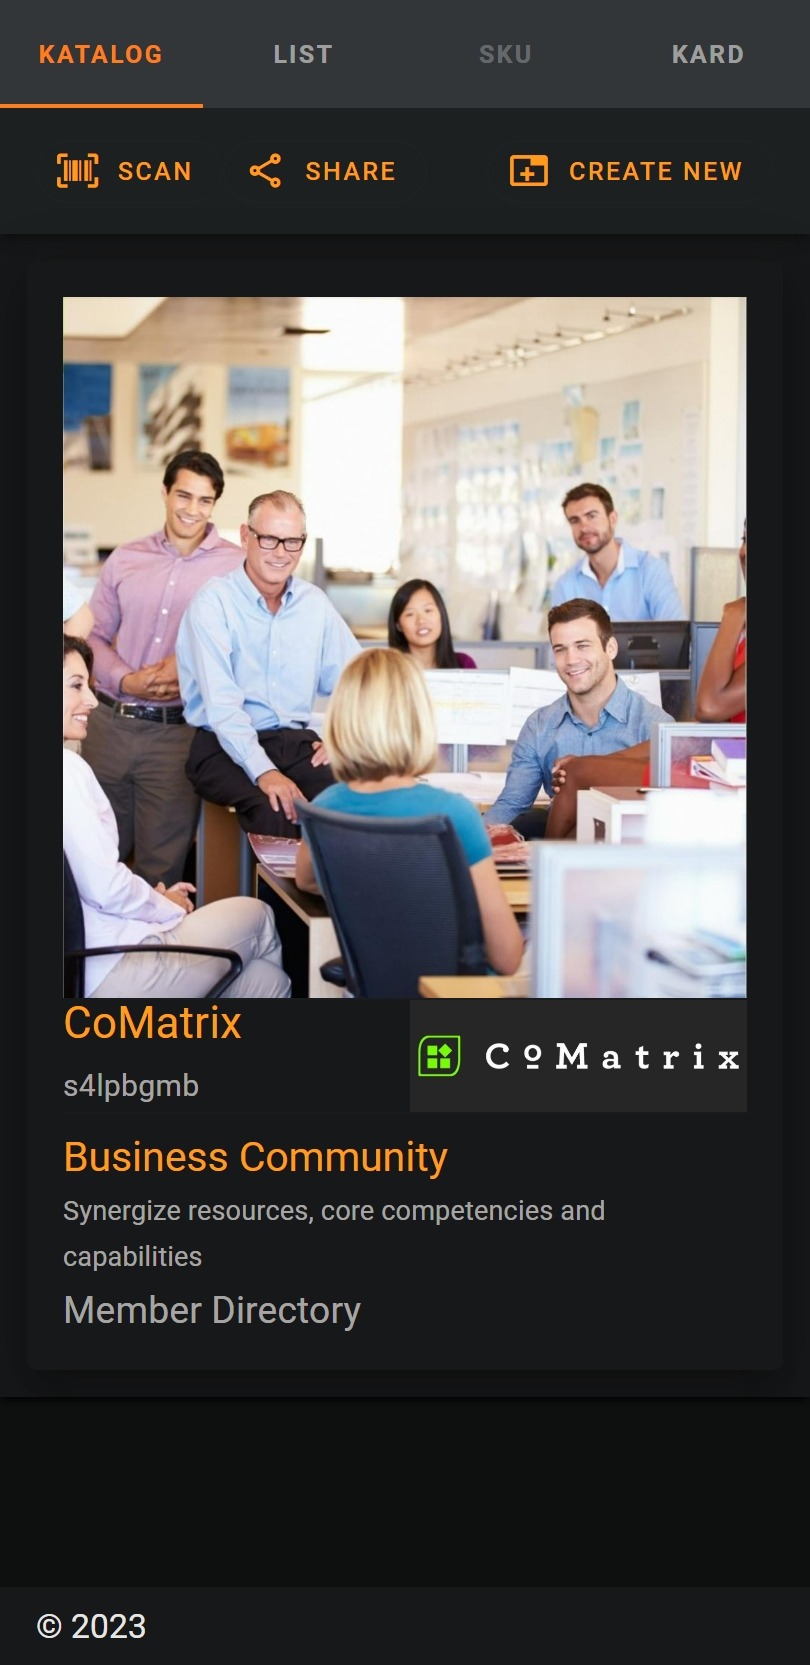 KATALOG LIST SKU KARD
SCAN SHARE CREATE NEW
CoMatrix
s4lpbgmb
CoMatrix
Business Community
Synergize resources, core competencies and
capabilities
Member Directory
© 2023